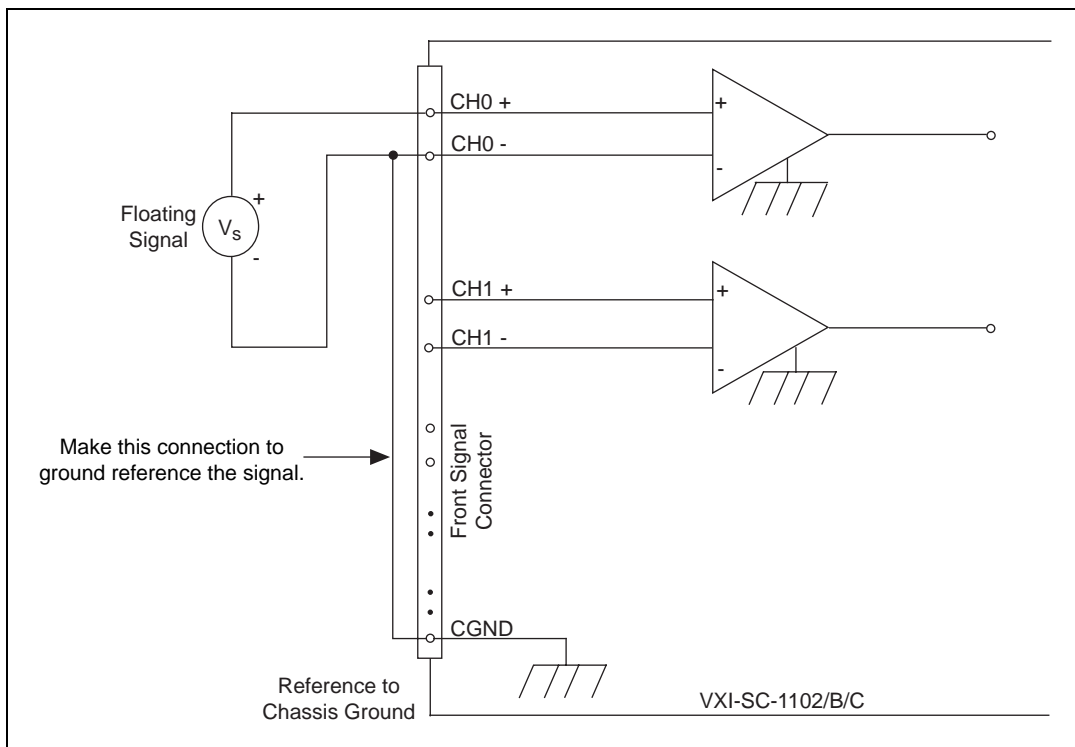 CH0 +
CH0 -
+
-
Floating
Signal
+
Vs
-
CH1 +
CH1 -
+
-
Make this connection to
ground reference the signal.
Front Signal
Connector
CGND
Reference to
Chassis Ground
VXI-SC-1102/B/C